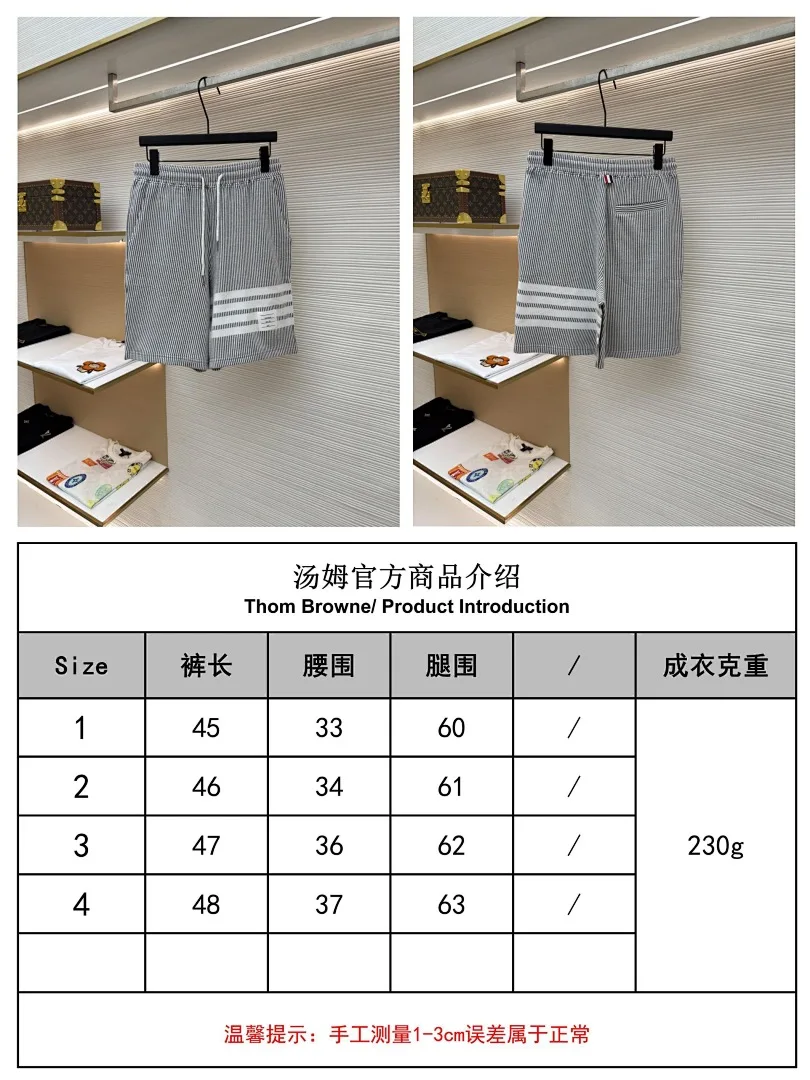 汤姆官方商品介绍
Thom Browne/ Product Introduction
Size 裤长 腰围 腿围 / 成衣克重
1 45 33 60 /
2 46 34 61 /
3 47 36 62 / 230g
4 48 37 63 /
温馨提示：手工测量1-3cm误差属于正常